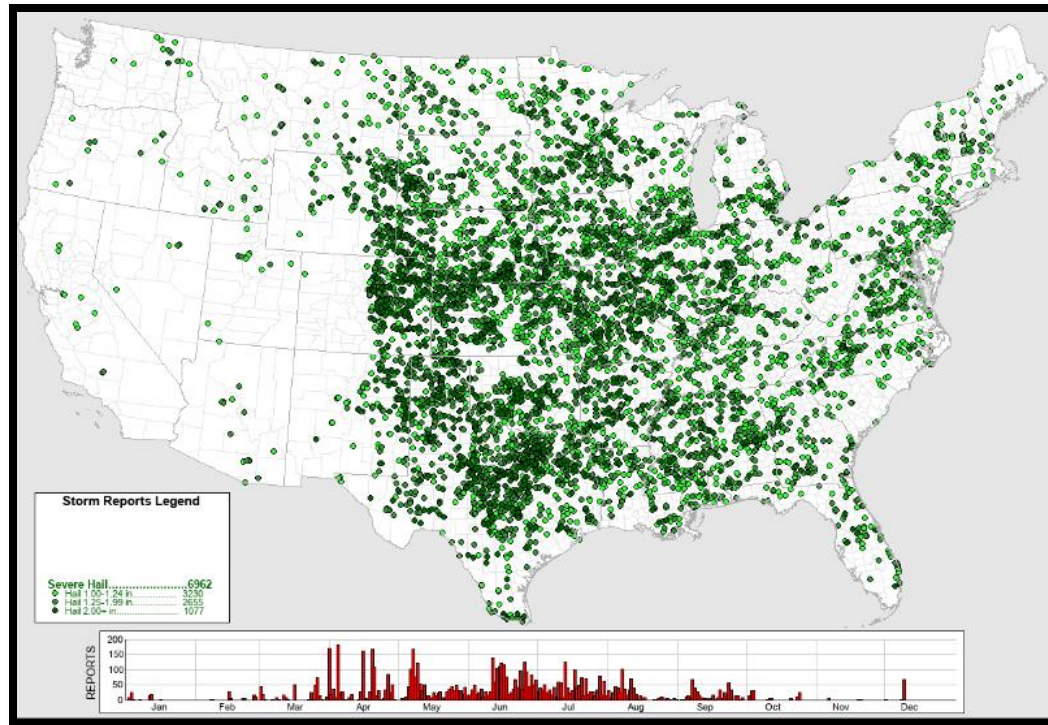 Storm Reports Legend
Severe Hail........................6962
Hail 1.00-1.24 in................ 3230
Hail 1.25-1.99 in................ 2655
Hail 2.00+ in..................... 1077
REPORTS
200
150
100
50
0
Jan Feb Mar Apr May Jun Jul Aug Sep Oct Nov Dec